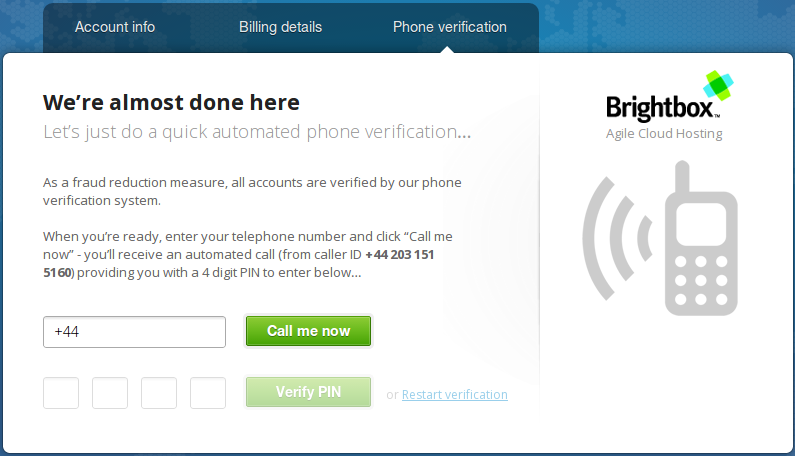 Account info
Billing details
Phone verification
We’re almost done here
Let’s just do a quick automated phone verification...
As a fraud reduction measure, all accounts are verified by our phone
verification system.
When you’re ready, enter your telephone number and click “Call me
now” - you’ll receive an automated call (from caller ID +44 203 151
5160) providing you with a 4 digit PIN to enter below...
+44
Call me now
Verify PIN
or Restart verification
Brightbox™
Agile Cloud Hosting